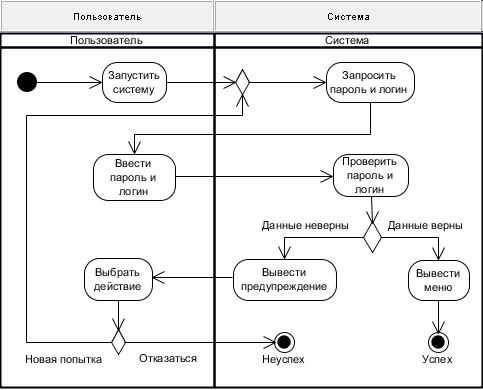 Пользователь
Система
Пользователь
Система
Запустить
систему
Запросить
пароль и логин
Ввести
пароль и
логин
Проверить
пароль и
логин
Данные неверны
Данные верны
Выбрать
действие
Вывести
предупреждение
Вывести
меню
Новая попытка
Отказаться
Неуспех
Успех